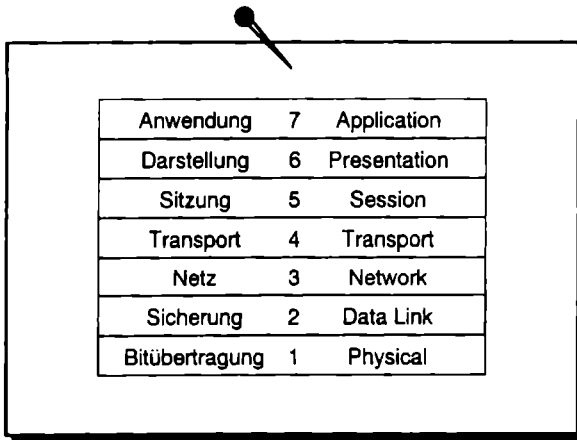 Anwendung 7 Application
Darstellung 6 Presentation
Sitzung 5 Session
Transport 4 Transport
Netz 3 Network
Sicherung 2 Data Link
Bitübertragung 1 Physical